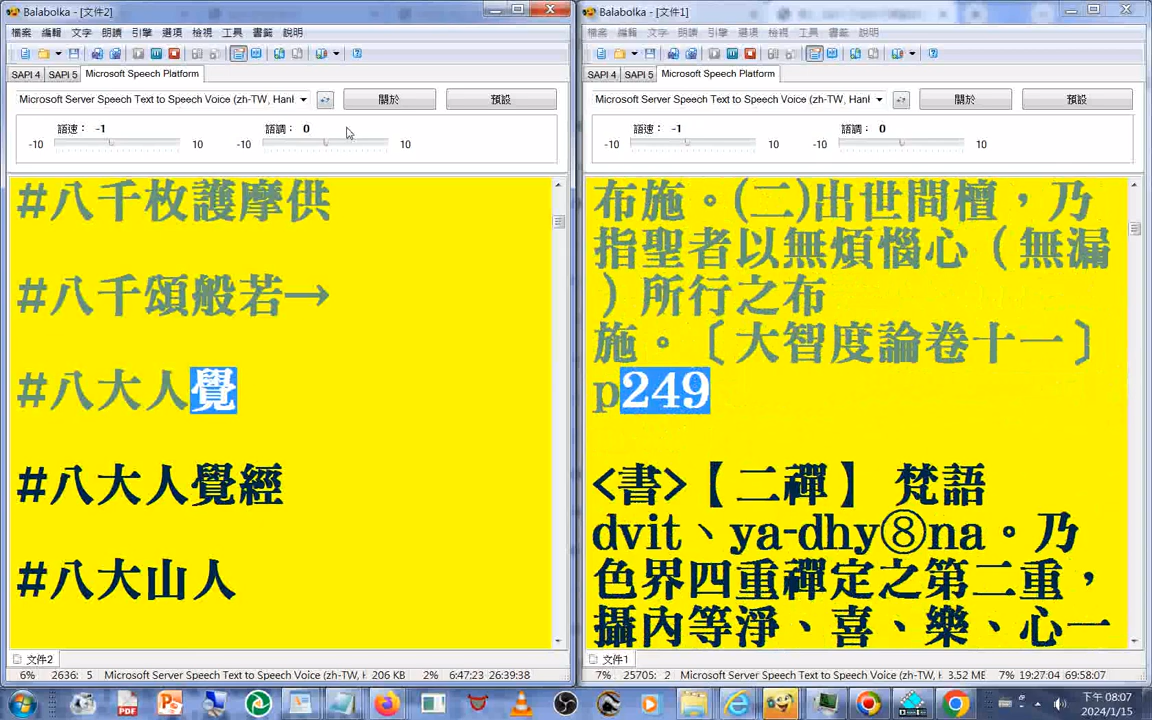 Balabolka - [文件2]
檔案 編輯 文字 朗讀 引擎 選項 檢視 工具 書籤 說明
SAPI 4 SAPI 5 Microsoft Speech Platform
Microsoft Server Speech Text to Speech Voice (zh-TW, Hanl
關於 預設
語速： -1 語調： 0
-10 10 -10 10
#八千枚護摩供
#八千頌般若→
#八大人覺
#八大人覺經
#八大山人
文件2
6% 2636: 5 Microsoft Server Speech Text to Speech Voice (zh-TW, H 206 KB 2% 6:47:23 26:39:38
Balabolka - [文件1]
檔案 編輯 文字 朗讀 引擎 選項 檢視 工具 書籤 說明
SAPI 4 SAPI 5 Microsoft Speech Platform
Microsoft Server Speech Text to Speech Voice (zh-TW, Hanl
關於 預設
語速： -1 語調： 0
-10 10 -10 10
布施。(二)出世間檀，乃
指聖者以無煩惱心（無漏
）所行之布
施。〔大智度論卷十一〕
p249
<書>【二禪】 梵語
dvit、ya-dhy⑧na。乃
色界四重禪定之第二重，
攝內等淨、喜、樂、心一
文件1
7% 25705: 2 Microsoft Server Speech Text to Speech Voice (zh-TW, H 3.52 ME 7% 19:27:04 69:58:07
下午 08:07
2024/1/15